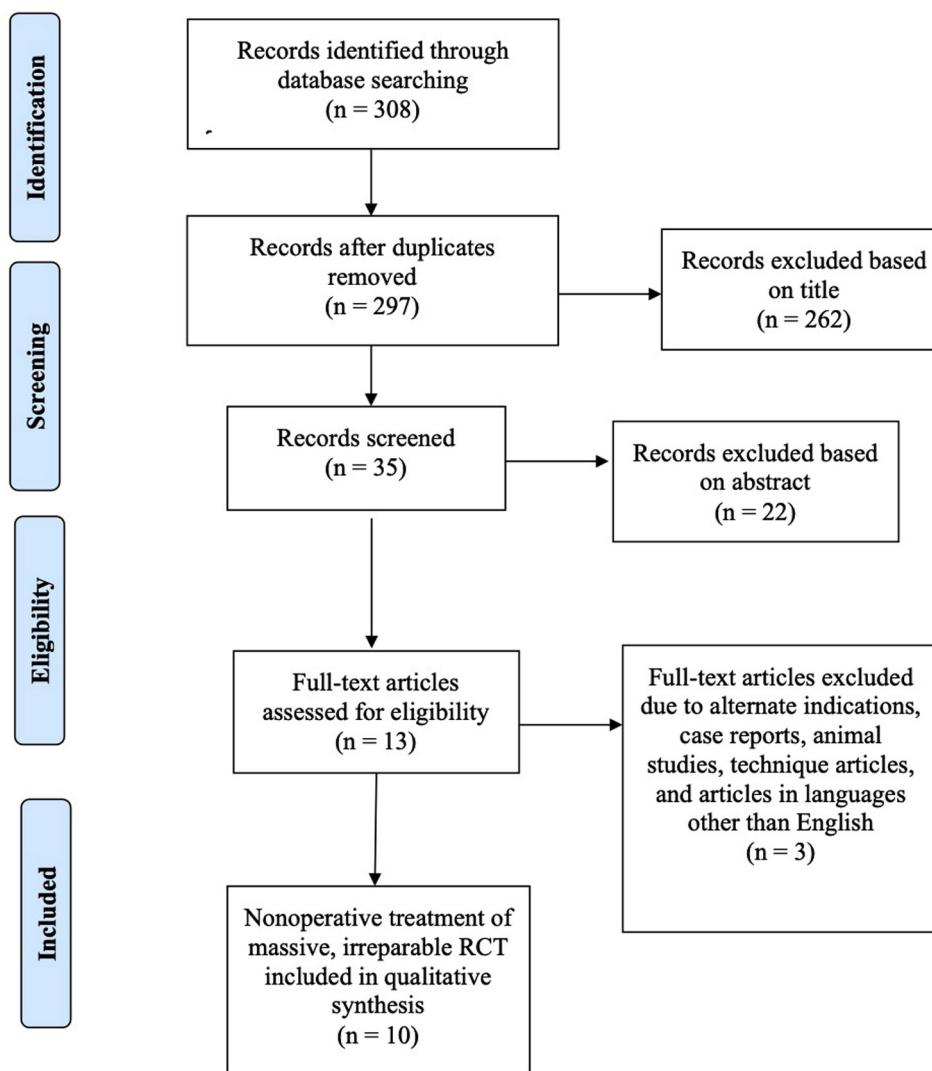 Identification
Records identified through
database searching
(n = 308)
Records after duplicates
removed
(n = 297)
Records excluded based
on title
(n = 262)
Screening
Records screened
(n = 35)
Records excluded based
on abstract
(n = 22)
Eligibility
Full-text articles
assessed for eligibility
(n = 13)
Full-text articles excluded
due to alternate indications,
case reports, animal
studies, technique articles,
and articles in languages
other than English
(n = 3)
Included
Nonoperative treatment of
massive, irreparable RCT
included in qualitative
synthesis
(n = 10)